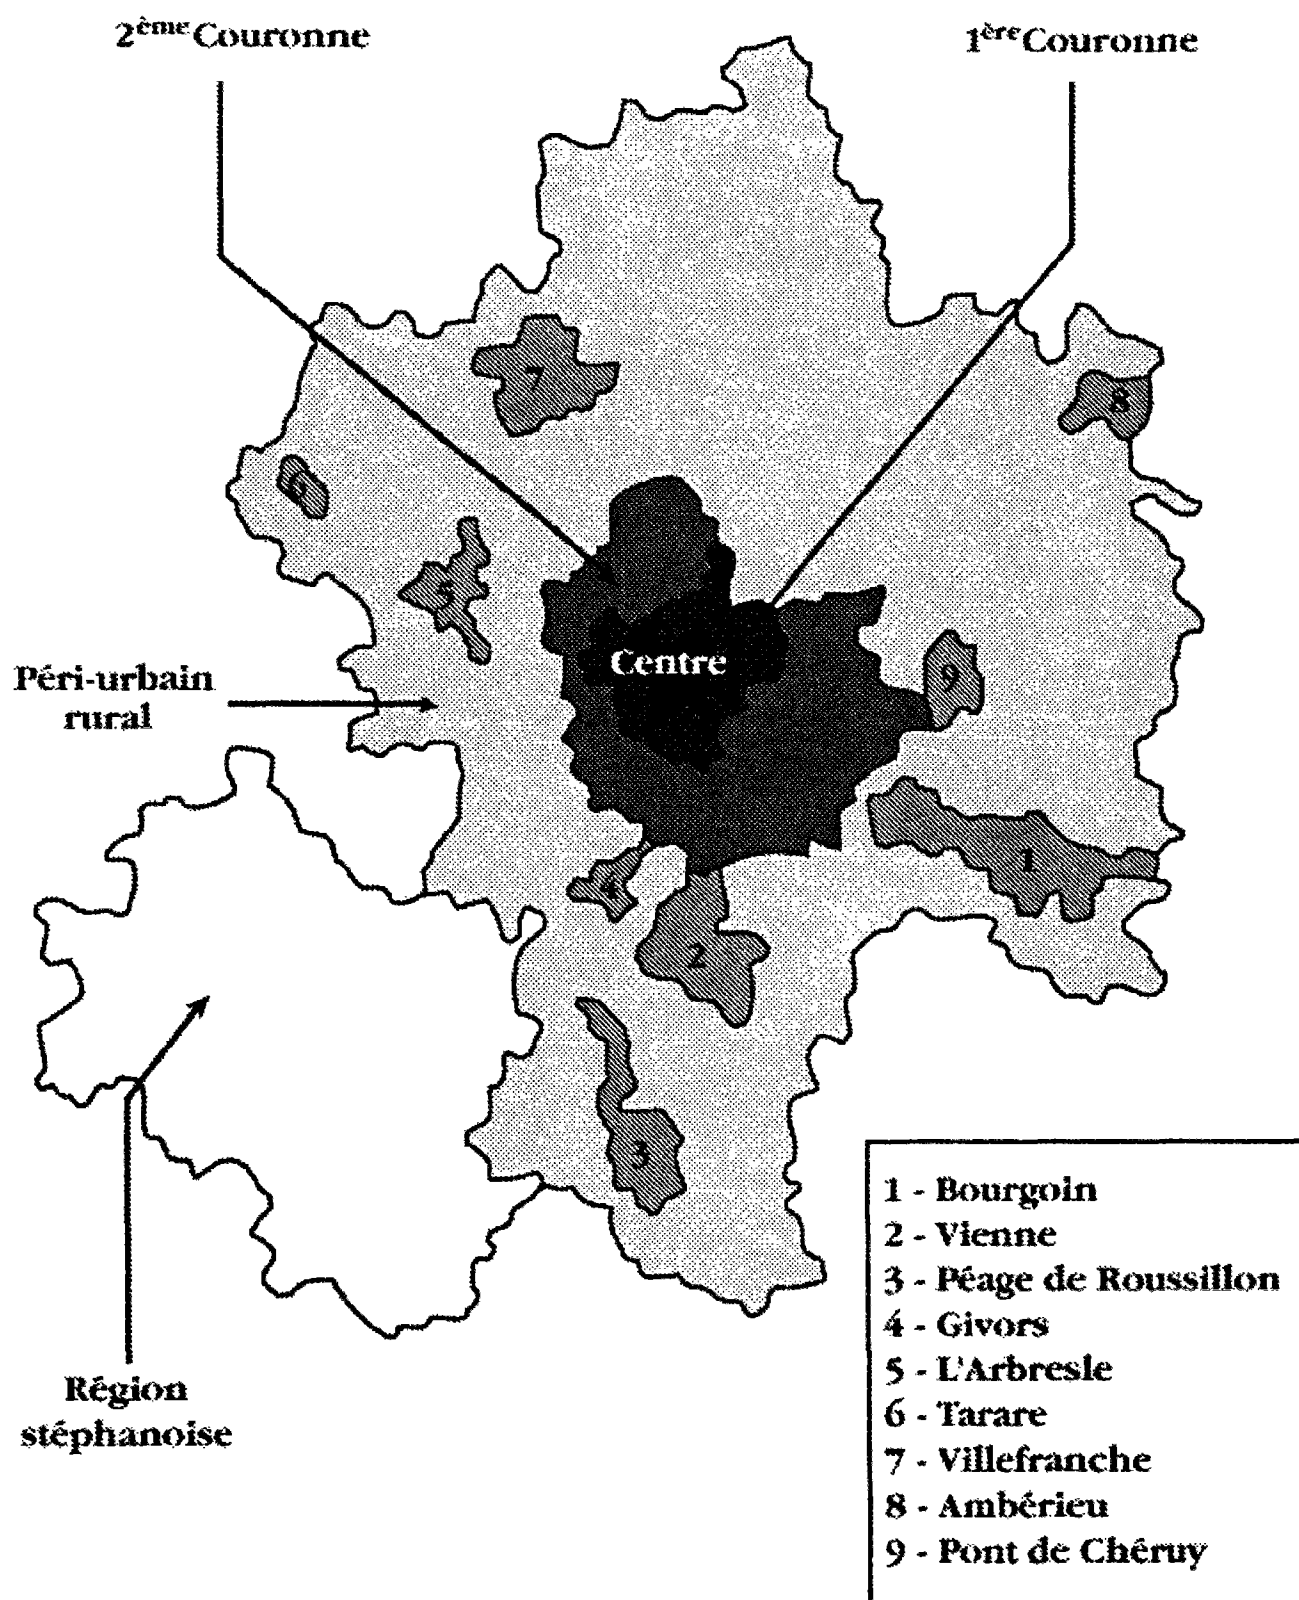 2ème Couronne
1ère Couronne
7
8
6
5
Centre
9
Péri-urbain
rural
1
4
2
3
Région
stéphanoise
1 - Bourgoin
2 - Vienne
3 - Péage de Roussillon
4 - Givors
5 - L'Arbresle
6 - Tarare
7 - Villefranche
8 - Ambérieu
9 - Pont de Chéruy